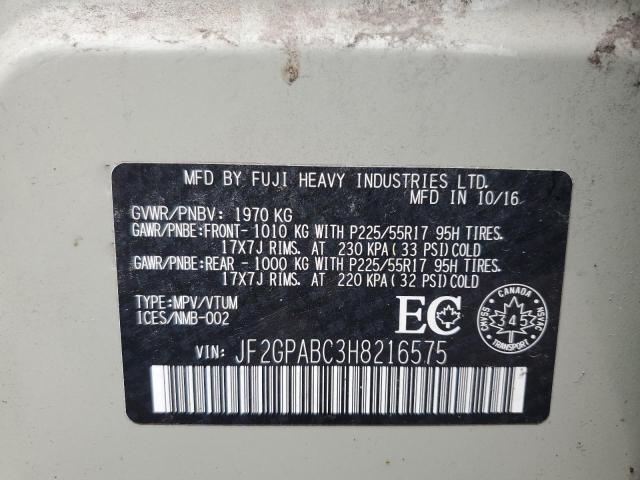 MFD BY FUJI HEAVY INDUSTRIES LTD.
MFD IN 10/16
GVWR/PNBV: 1970 KG
GAWR/PNBE:FRONT- 1010 KG WITH P225/55R17 95H TIRES.
17X7J RIMS. AT 230 KPA( 33 PSI)COLD
GAWR/PNBE:REAR - 1000 KG WITH P225/55R17 95H TIRES.
17X7J RIMS. AT 220 KPA( 32 PSI)COLD
TYPE:MPV/VTUM
ICES/NMB-002
EC
CANADA
CMVSS
345
NSVAC
TRANSPORT
VIN: JF2GPABC3H8216575